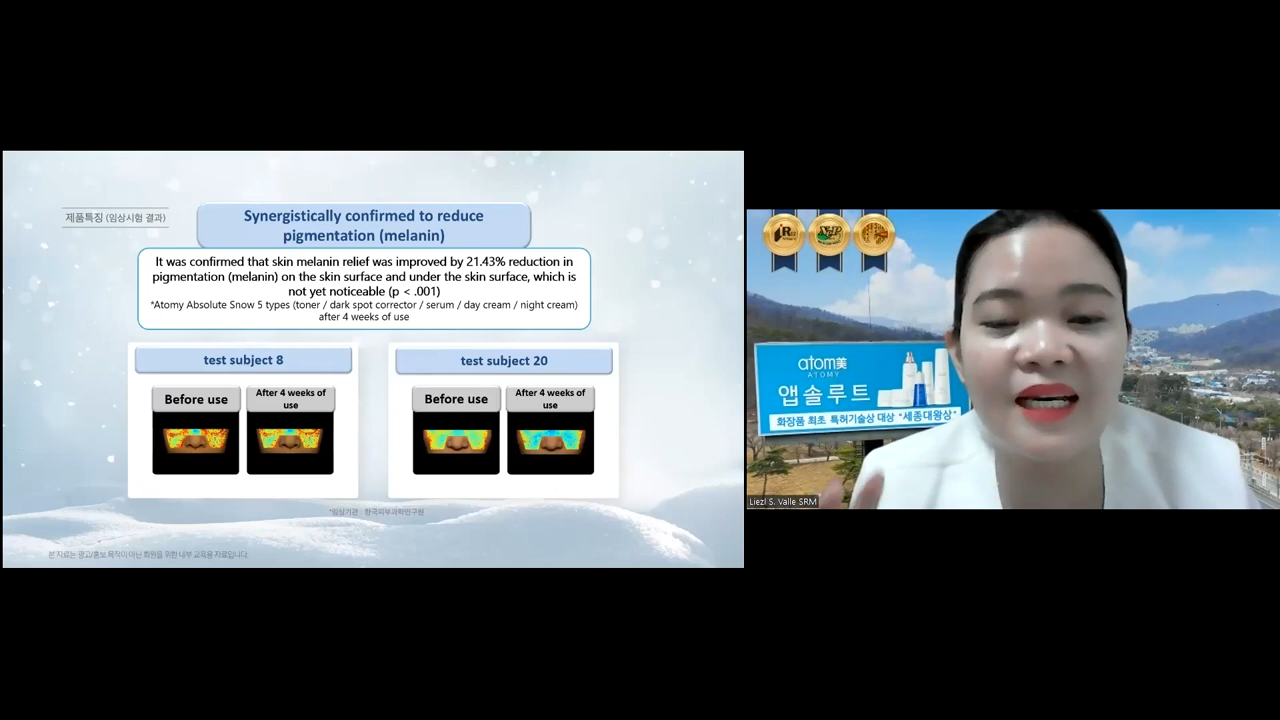 제품특징 (임상시험 결과)
Synergistically confirmed to reduce
pigmentation (melanin)
It was confirmed that skin melanin relief was improved by 21.43% reduction in
pigmentation (melanin) on the skin surface and under the skin surface, which is
not yet noticeable (p < .001)
*Atomy Absolute Snow 5 types (toner / dark spot corrector / serum / day cream / night cream)
after 4 weeks of use
test subject 8
Before use
After 4 weeks of
use
test subject 20
Before use
After 4 weeks of
use
*임상기관 : 한국피부과학연구원
본 자료는 광고/홍보 목적이 아닌 회원을 위한 내부 교육용 자료입니다.
atom美
ATOMY
앱솔루트
화장품 최초 특허기술상 대상 "세종대왕상"
Liezl S. Valle SRM